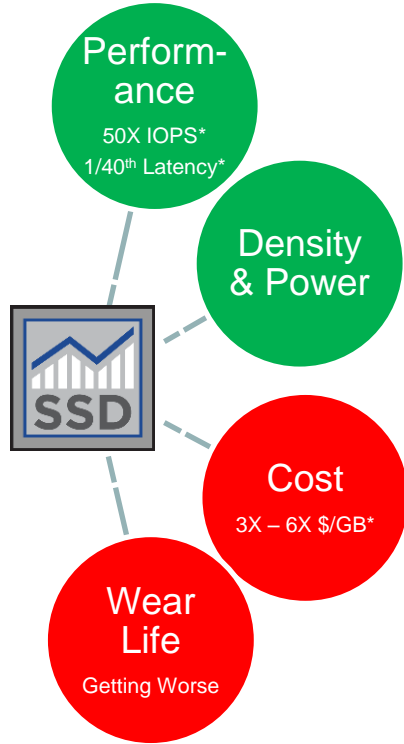 Perform-
ance
50X IOPS*
1/40th Latency*
Density
& Power
SSD
Cost
3X – 6X $/GB*
Wear
Life
Getting Worse